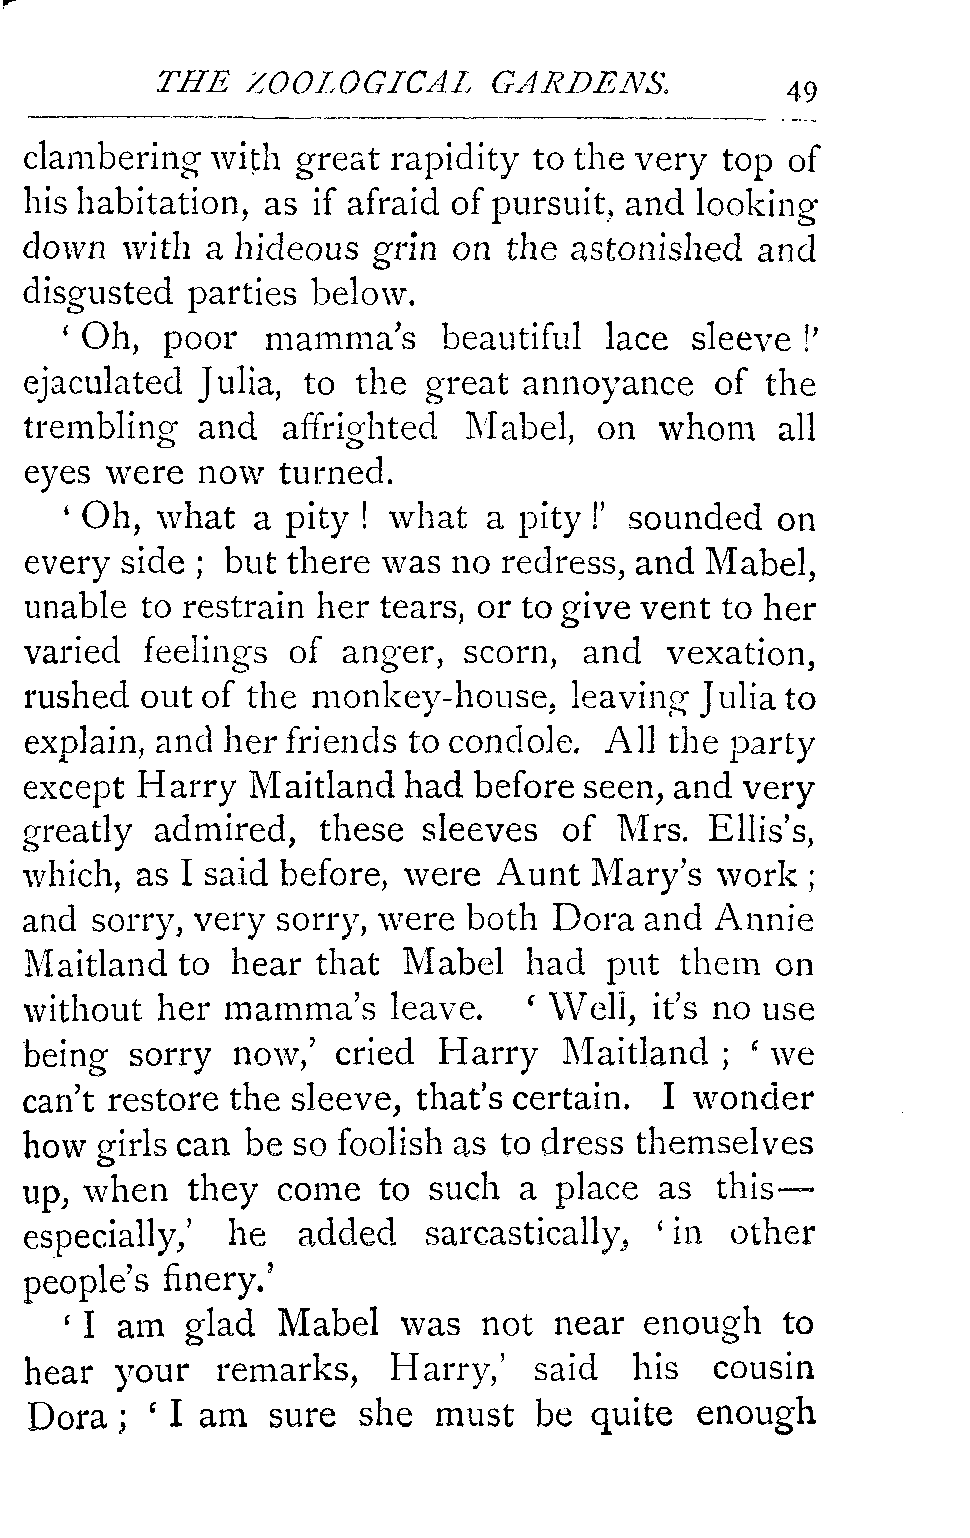 THE ZOOLOGICAL GARDENS. 49
clambering with great rapidity to the very top of
his habitation, as if afraid of pursuit, and looking
down with a hideous grin on the astonished and
disgusted parties below.
‘ Oh, poor mamma's beautiful lace sleeve !’
ejaculated Julia, to the great annoyance of the
trembling and affrighted Mabel, on whom all
eyes were now turned.
‘ Oh, what a pity ! what a pity !’ sounded on
every side ; but there was no redress, and Mabel,
unable to restrain her tears, or to give vent to her
varied feelings of anger, scorn, and vexation,
rushed out of the monkey-house, leaving Julia to
explain, and her friends to condole. All the party
except Harry Maitland had before seen, and very
greatly admired, these sleeves of Mrs. Ellis's,
which, as I said before, were Aunt Mary's work ;
and sorry, very sorry, were both Dora and Annie
Maitland to hear that Mabel had put them on
without her mamma's leave. ‘ Well, it's no use
being sorry now,’ cried Harry Maitland ; ‘ we
can't restore the sleeve, that's certain. I wonder
how girls can be so foolish as to dress themselves
up, when they come to such a place as this—
especially,’ he added sarcastically, ‘ in other
people's finery.’
‘ I am glad Mabel was not near enough to
hear your remarks, Harry,’ said his cousin
Dora ; ‘ I am sure she must be quite enough